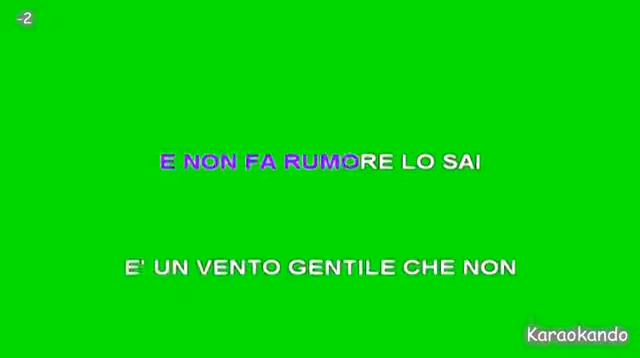 -2
E NON FA RUMORE LO SAI
E' UN VENTO GENTILE CHE NON
Karaokando